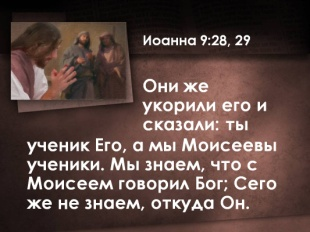 Иоанна 9:28, 29
Они же
укорили его и
сказали: ты
ученик Его, а мы Моисеевы
ученики. Мы знаем, что с
Моисеем говорил Бог; Сего
же не знаем, откуда Он.